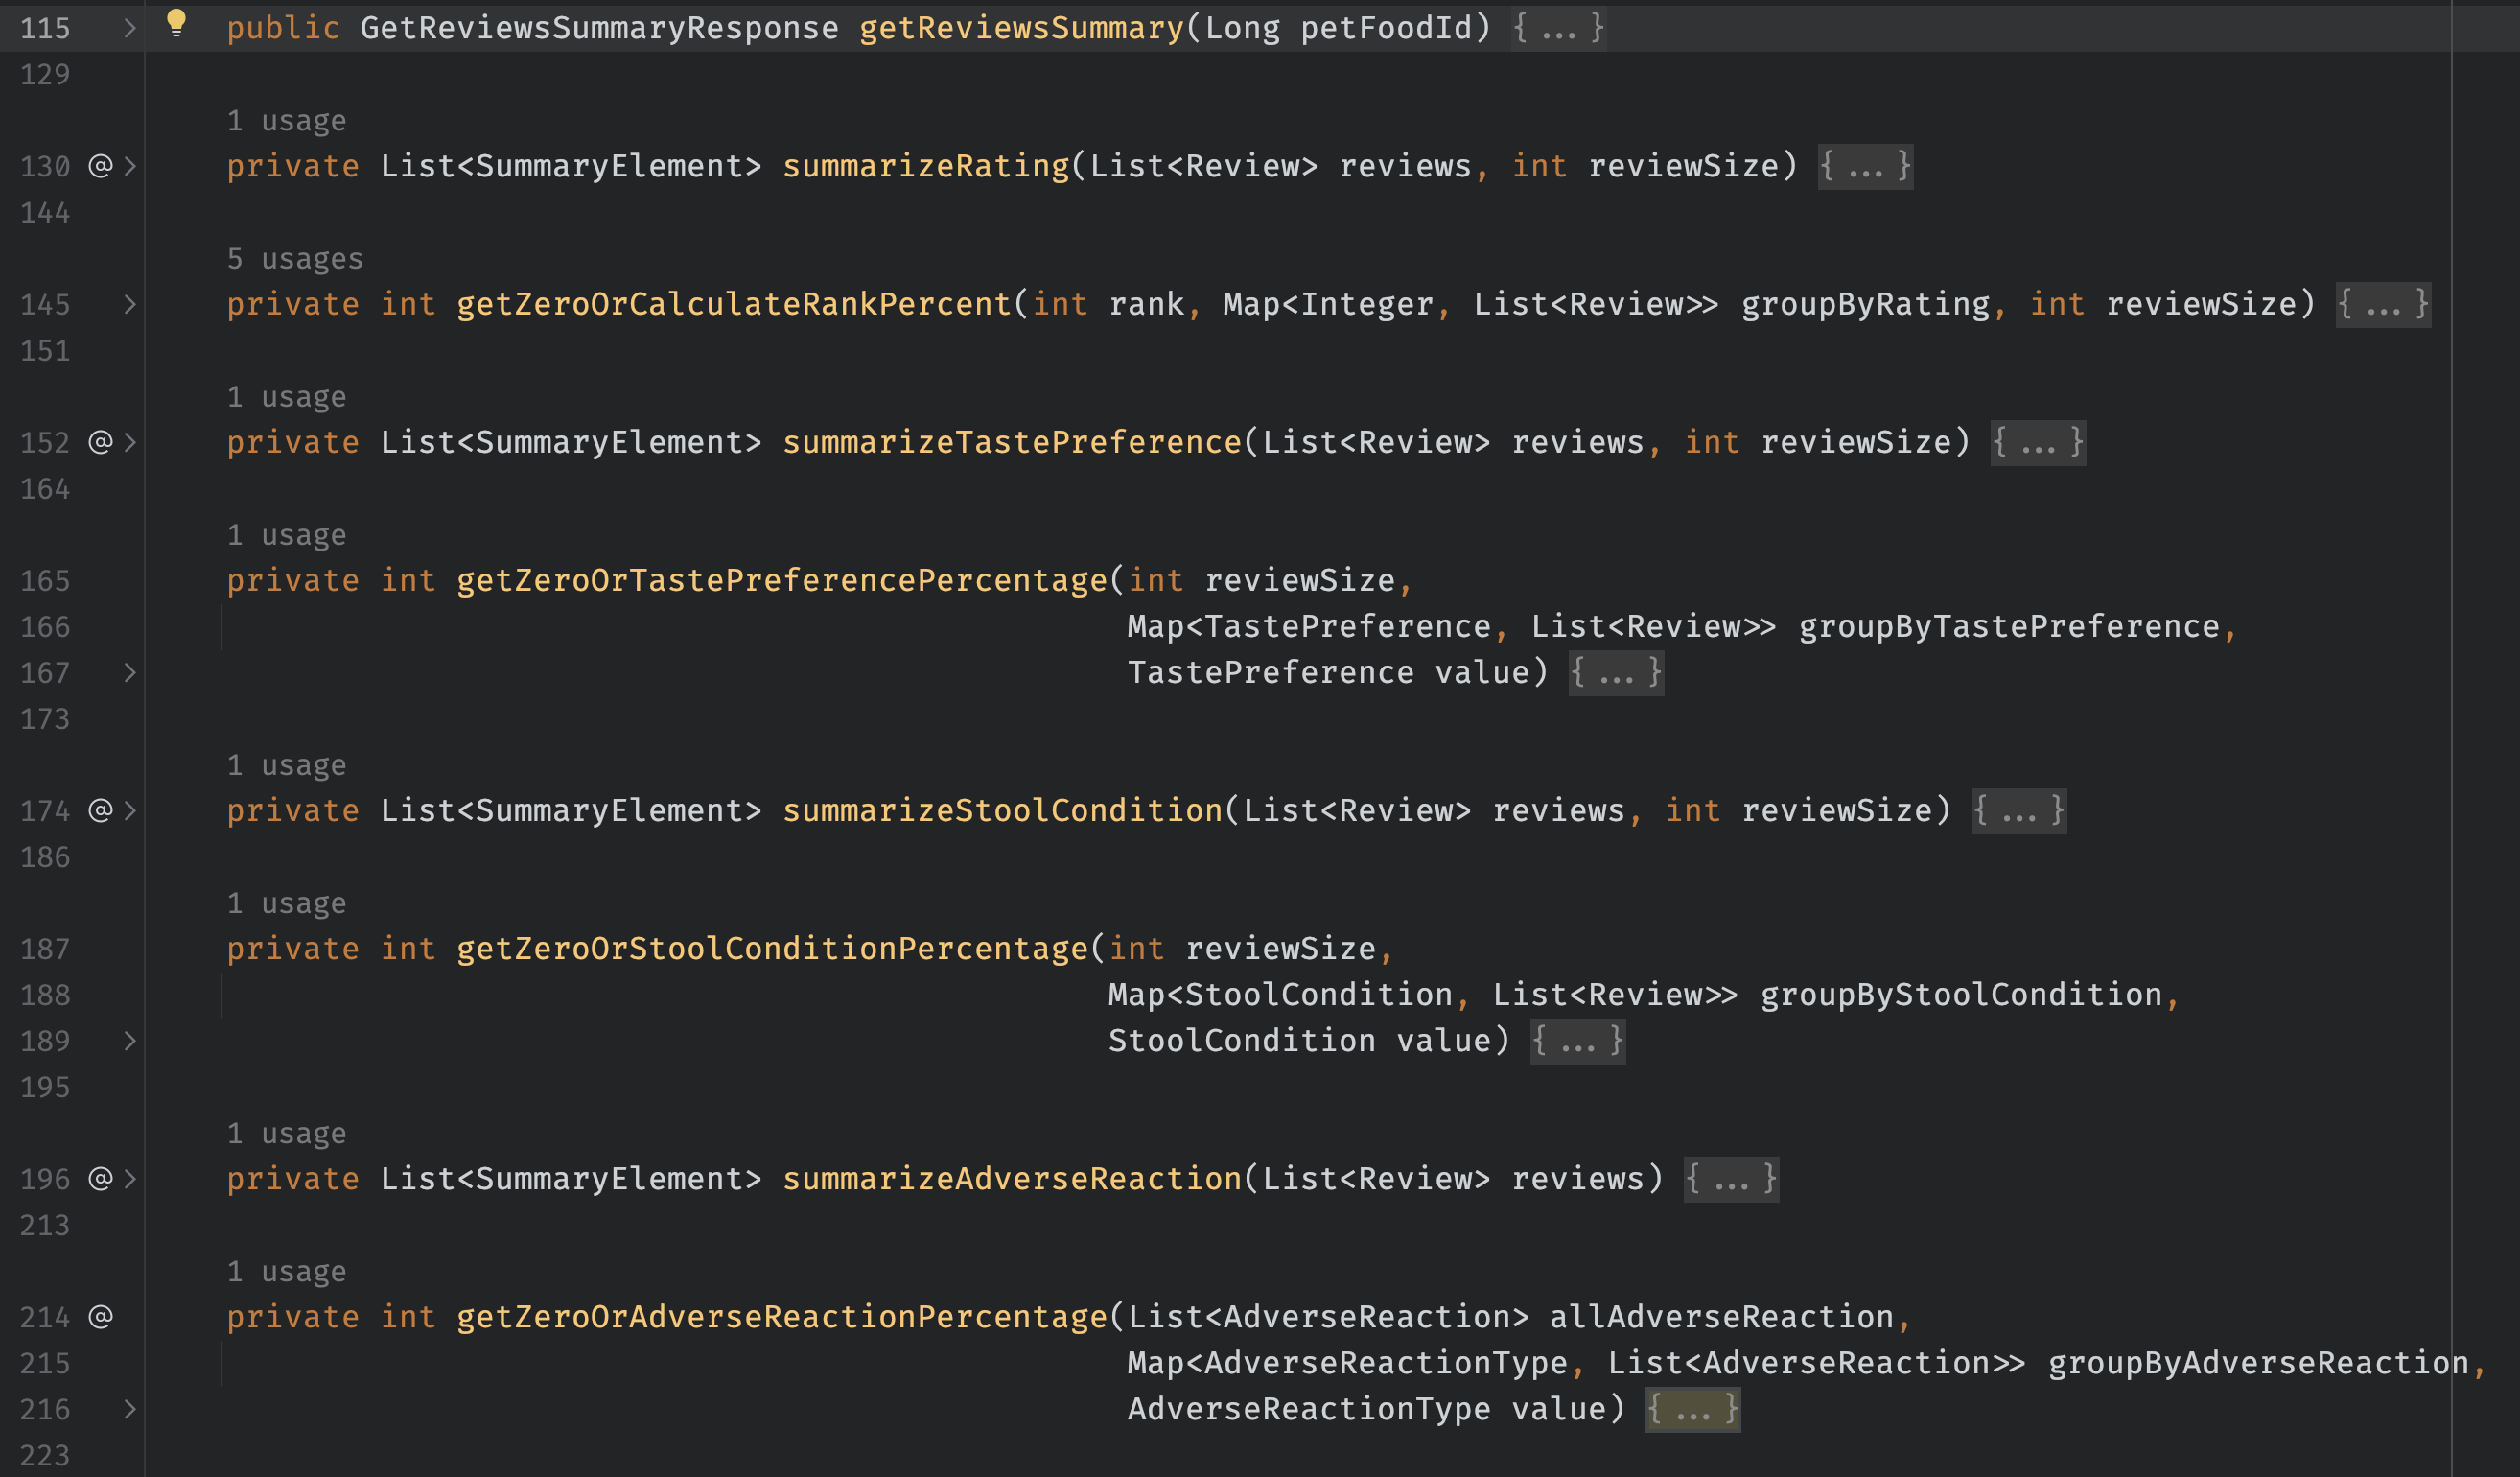 115 public GetReviewsSummaryResponse getReviewsSummary(Long petFoodId) {...}
129
1 usage
130 @ private List<SummaryElement> summarizeRating(List<Review> reviews, int reviewSize) {...}
144
5 usages
145 private int getZeroOrCalculateRankPercent(int rank, Map<Integer, List<Review>> groupByRating, int reviewSize) {...}
151
1 usage
152 @ private List<SummaryElement> summarizeTastePreference(List<Review> reviews, int reviewSize) {...}
164
1 usage
165 private int getZeroOrTastePreferencePercentage(int reviewSize,
166 Map<TastePreference, List<Review>> groupByTastePreference,
167 TastePreference value) {...}
173
1 usage
174 @ private List<SummaryElement> summarizeStoolCondition(List<Review> reviews, int reviewSize) {...}
186
1 usage
187 private int getZeroOrStoolConditionPercentage(int reviewSize,
188 Map<StoolCondition, List<Review>> groupByStoolCondition,
189 StoolCondition value) {...}
195
1 usage
196 @ private List<SummaryElement> summarizeAdverseReaction(List<Review> reviews) {...}
213
1 usage
214 @ private int getZeroOrAdverseReactionPercentage(List<AdverseReaction> allAdverseReaction,
215 Map<AdverseReactionType, List<AdverseReaction>> groupByAdverseReaction,
216 AdverseReactionType value) {...}
223